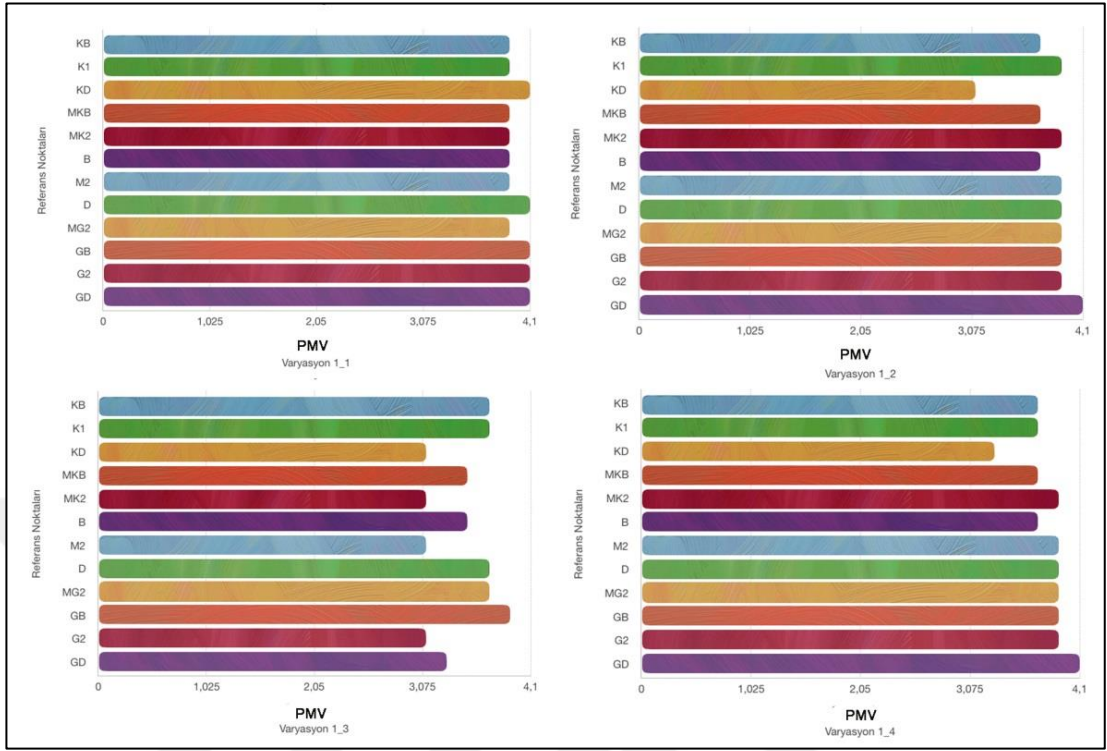 KB
K1
KD
MKB
MK2
B
M2
D
MG2
GB
G2
GD
Referans Noktaları
0 1,025 2,05 3,075 4,1
PMV
Varyasyon 1_1
KB
K1
KD
MKB
MK2
B
M2
D
MG2
GB
G2
GD
Referans Noktaları
0 1,025 2,05 3,075 4,1
PMV
Varyasyon 1_2
KB
K1
KD
MKB
MK2
B
M2
D
MG2
GB
G2
GD
Referans Noktaları
0 1,025 2,05 3,075 4,1
PMV
Varyasyon 1_3
KB
K1
KD
MKB
MK2
B
M2
D
MG2
GB
G2
GD
Referans Noktaları
0 1,025 2,05 3,075 4,1
PMV
Varyasyon 1_4